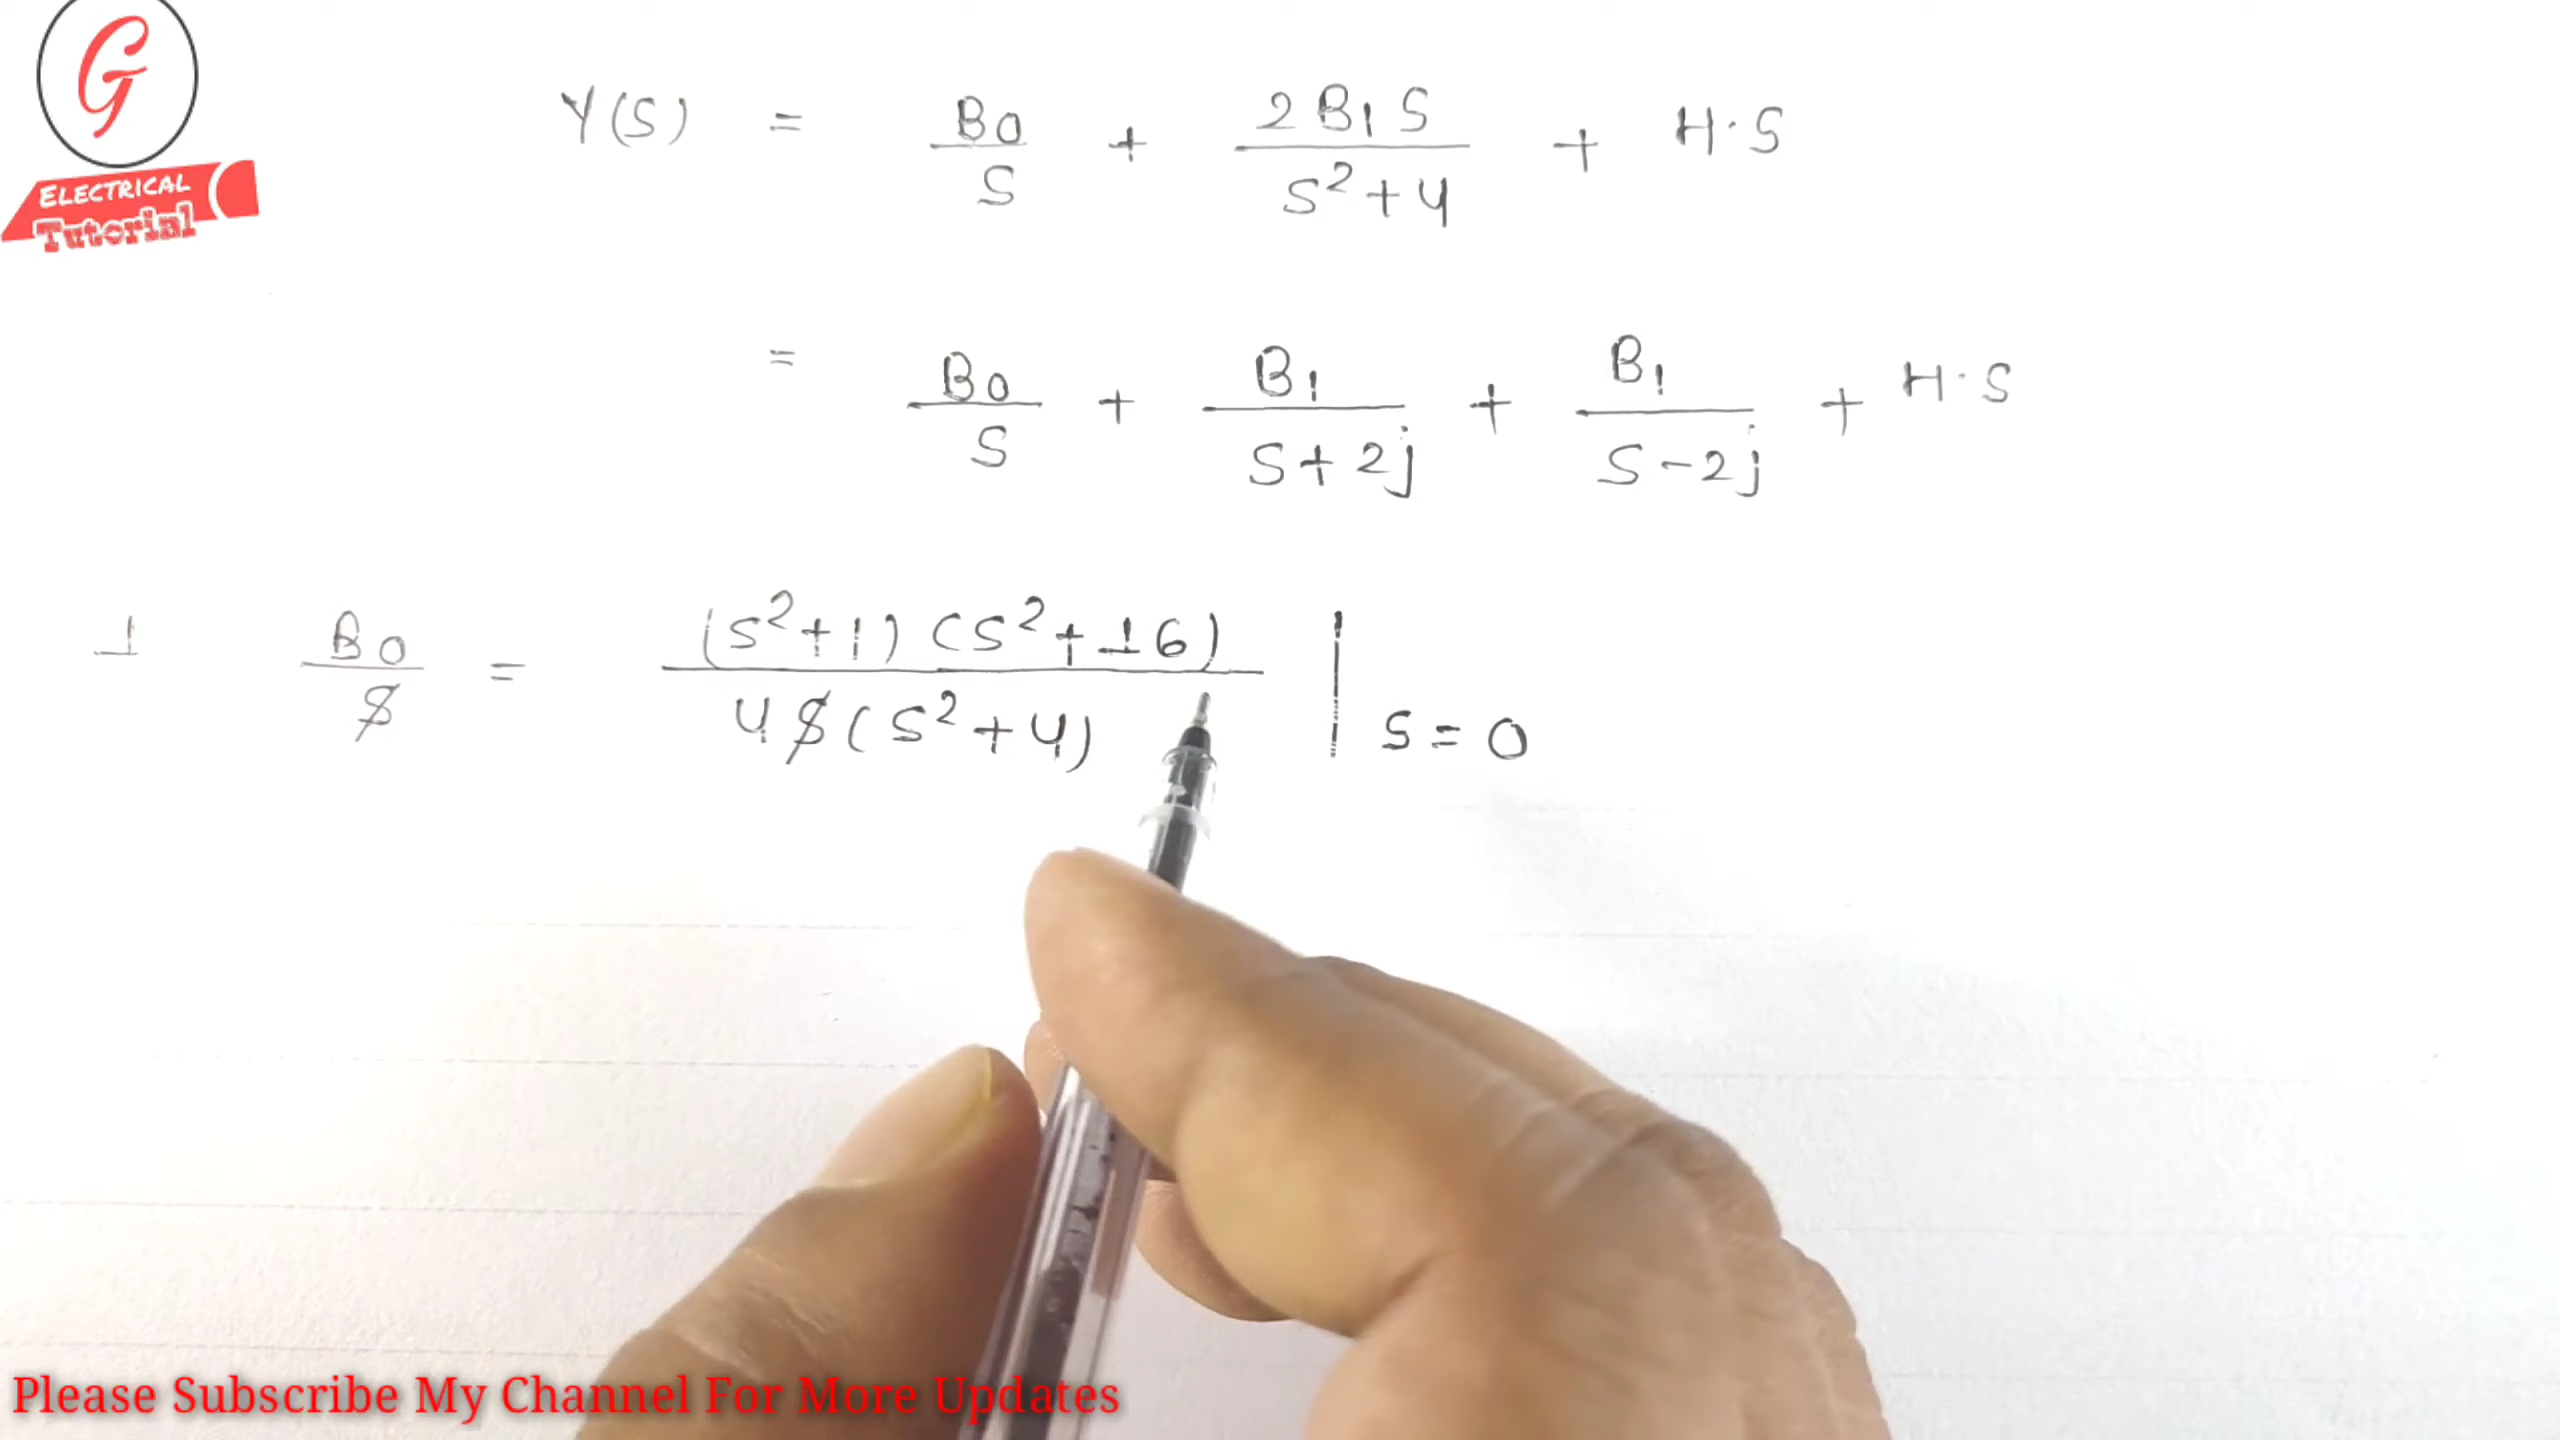 G
ELECTRICAL
Tutorial
Y(S) = B0/S + 2B1S/(S²+4) + H·S
= B0/S + B1/(S+2j) + B1/(S-2j) + H·S
1 B0/S = (S²+1)(S²+16)/4S(S²+4) | S=0
Please Subscribe My Channel For More Updates